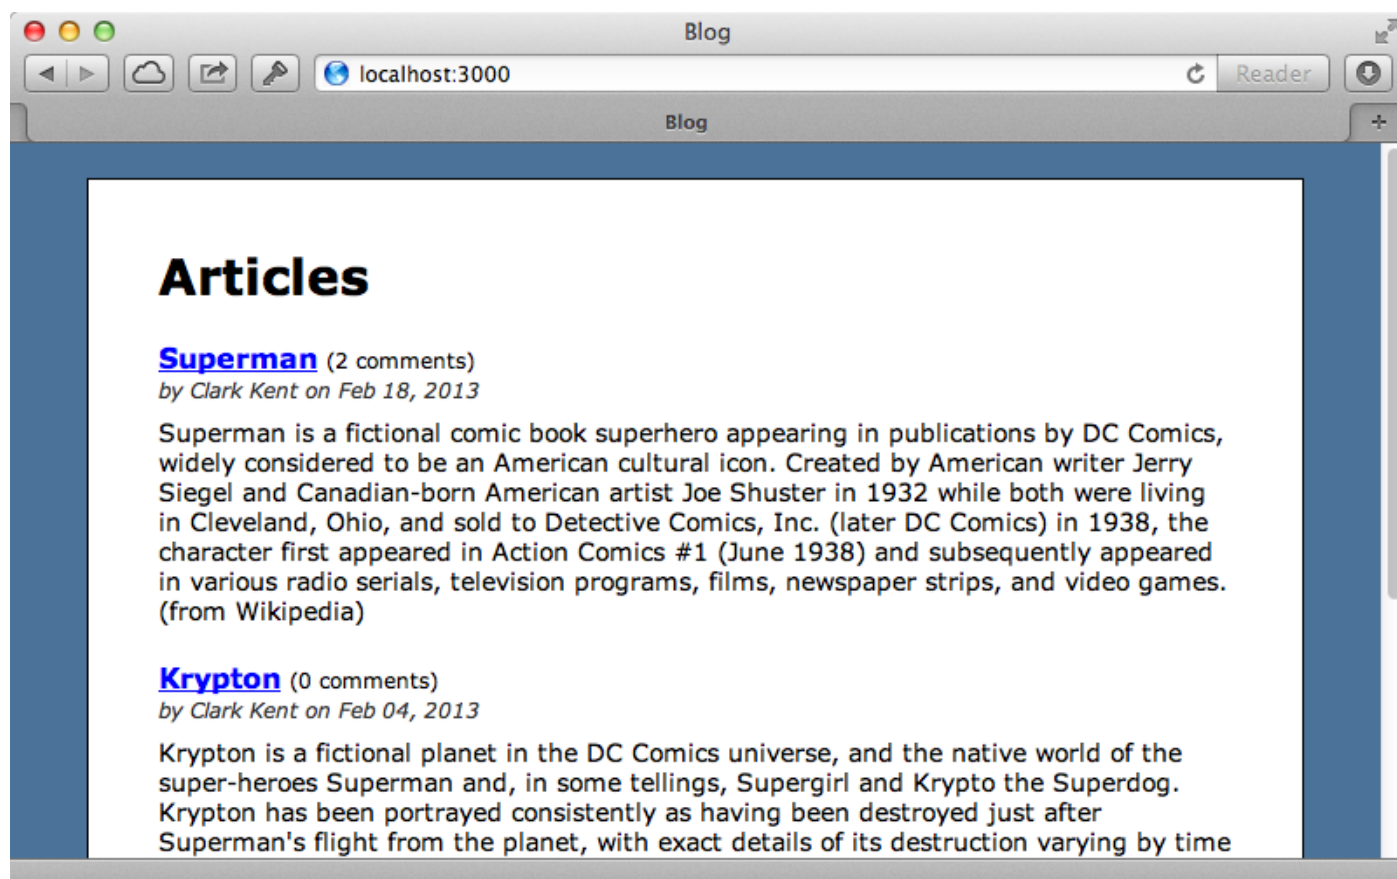 Blog
localhost:3000
Reader
Blog
Articles
Superman (2 comments)
by Clark Kent on Feb 18, 2013
Superman is a fictional comic book superhero appearing in publications by DC Comics,
widely considered to be an American cultural icon. Created by American writer Jerry
Siegel and Canadian-born American artist Joe Shuster in 1932 while both were living
in Cleveland, Ohio, and sold to Detective Comics, Inc. (later DC Comics) in 1938, the
character first appeared in Action Comics #1 (June 1938) and subsequently appeared
in various radio serials, television programs, films, newspaper strips, and video games.
(from Wikipedia)
Krypton (0 comments)
by Clark Kent on Feb 04, 2013
Krypton is a fictional planet in the DC Comics universe, and the native world of the
super-heroes Superman and, in some tellings, Supergirl and Krypto the Superdog.
Krypton has been portrayed consistently as having been destroyed just after
Superman's flight from the planet, with exact details of its destruction varying by time